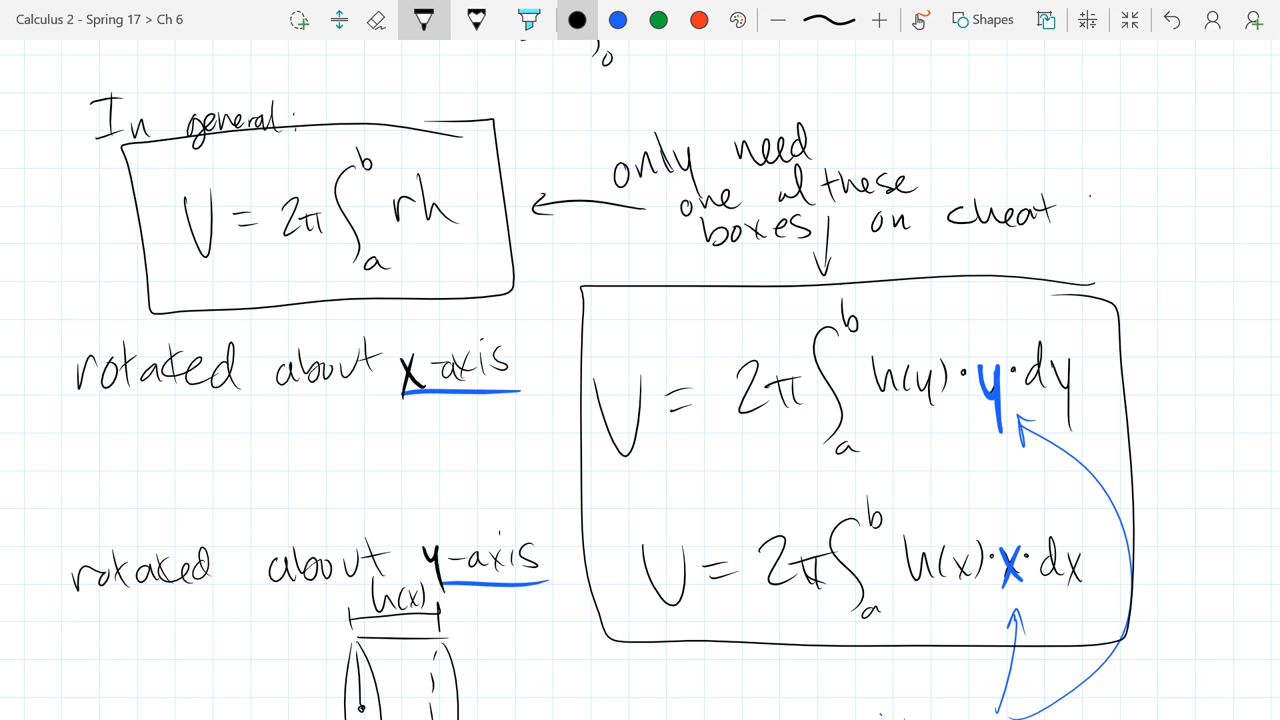 Calculus 2 - Spring 17 > Ch 6
Shapes
In general:
V = 2π ∫_a^b rh
only need
one of these
boxes on cheat
rotated about x-axis
V = 2π ∫_a^b h(y) · y · dy
rotated about y-axis
V = 2π ∫_a^b h(x) · x · dx
h(x)